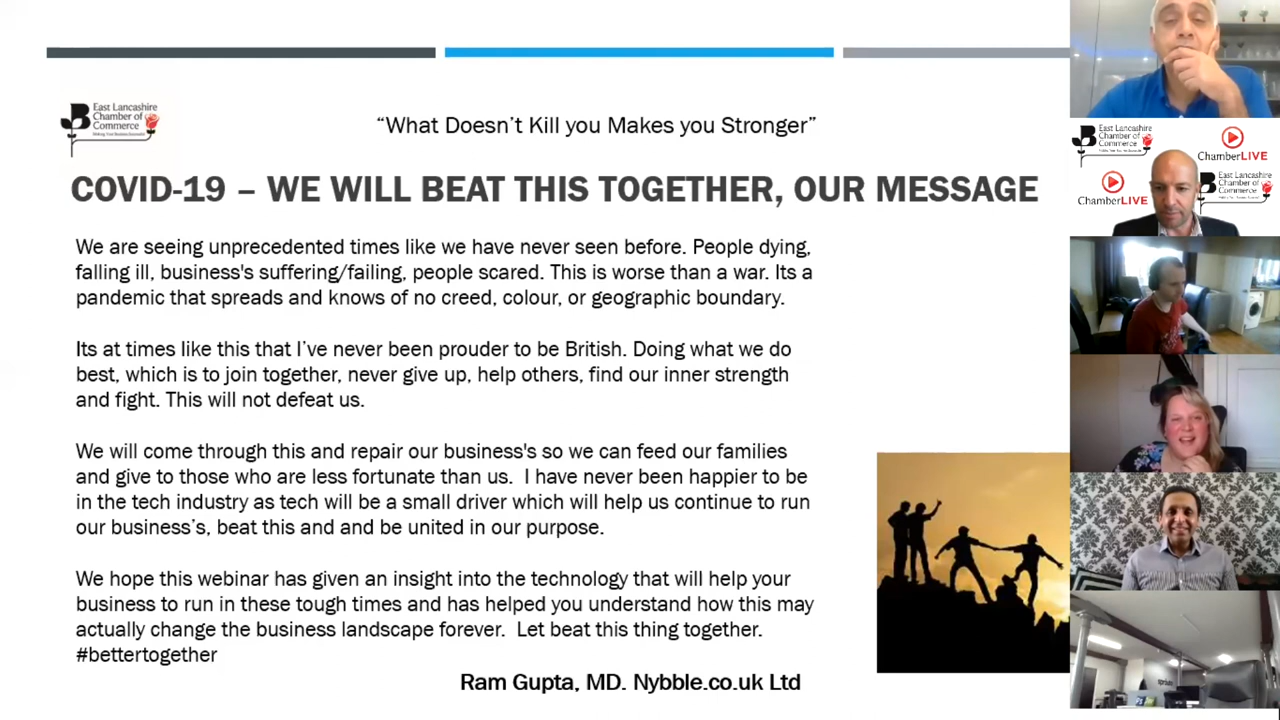 East Lancashire
Chamber of
Commerce
“What Doesn’t Kill you Makes you Stronger”
COVID-19 – WE WILL BEAT THIS TOGETHER, OUR MESSAGE
We are seeing unprecedented times like we have never seen before. People dying,
falling ill, business's suffering/failing, people scared. This is worse than a war. Its a
pandemic that spreads and knows of no creed, colour, or geographic boundary.
Its at times like this that I’ve never been prouder to be British. Doing what we do
best, which is to join together, never give up, help others, find our inner strength
and fight. This will not defeat us.
We will come through this and repair our business's so we can feed our families
and give to those who are less fortunate than us.  I have never been happier to be
in the tech industry as tech will be a small driver which will help us continue to run
our business’s, beat this and and be united in our purpose.
We hope this webinar has given an insight into the technology that will help your
business to run in these tough times and has helped you understand how this may
actually change the business landscape forever.  Let beat this thing together.
#bettertogether
Ram Gupta, MD. Nybble.co.uk Ltd
East Lancashire
Chamber of
Commerce
ChamberLIVE
ChamberLIVE
East Lancashire
Chamber of
Commerce